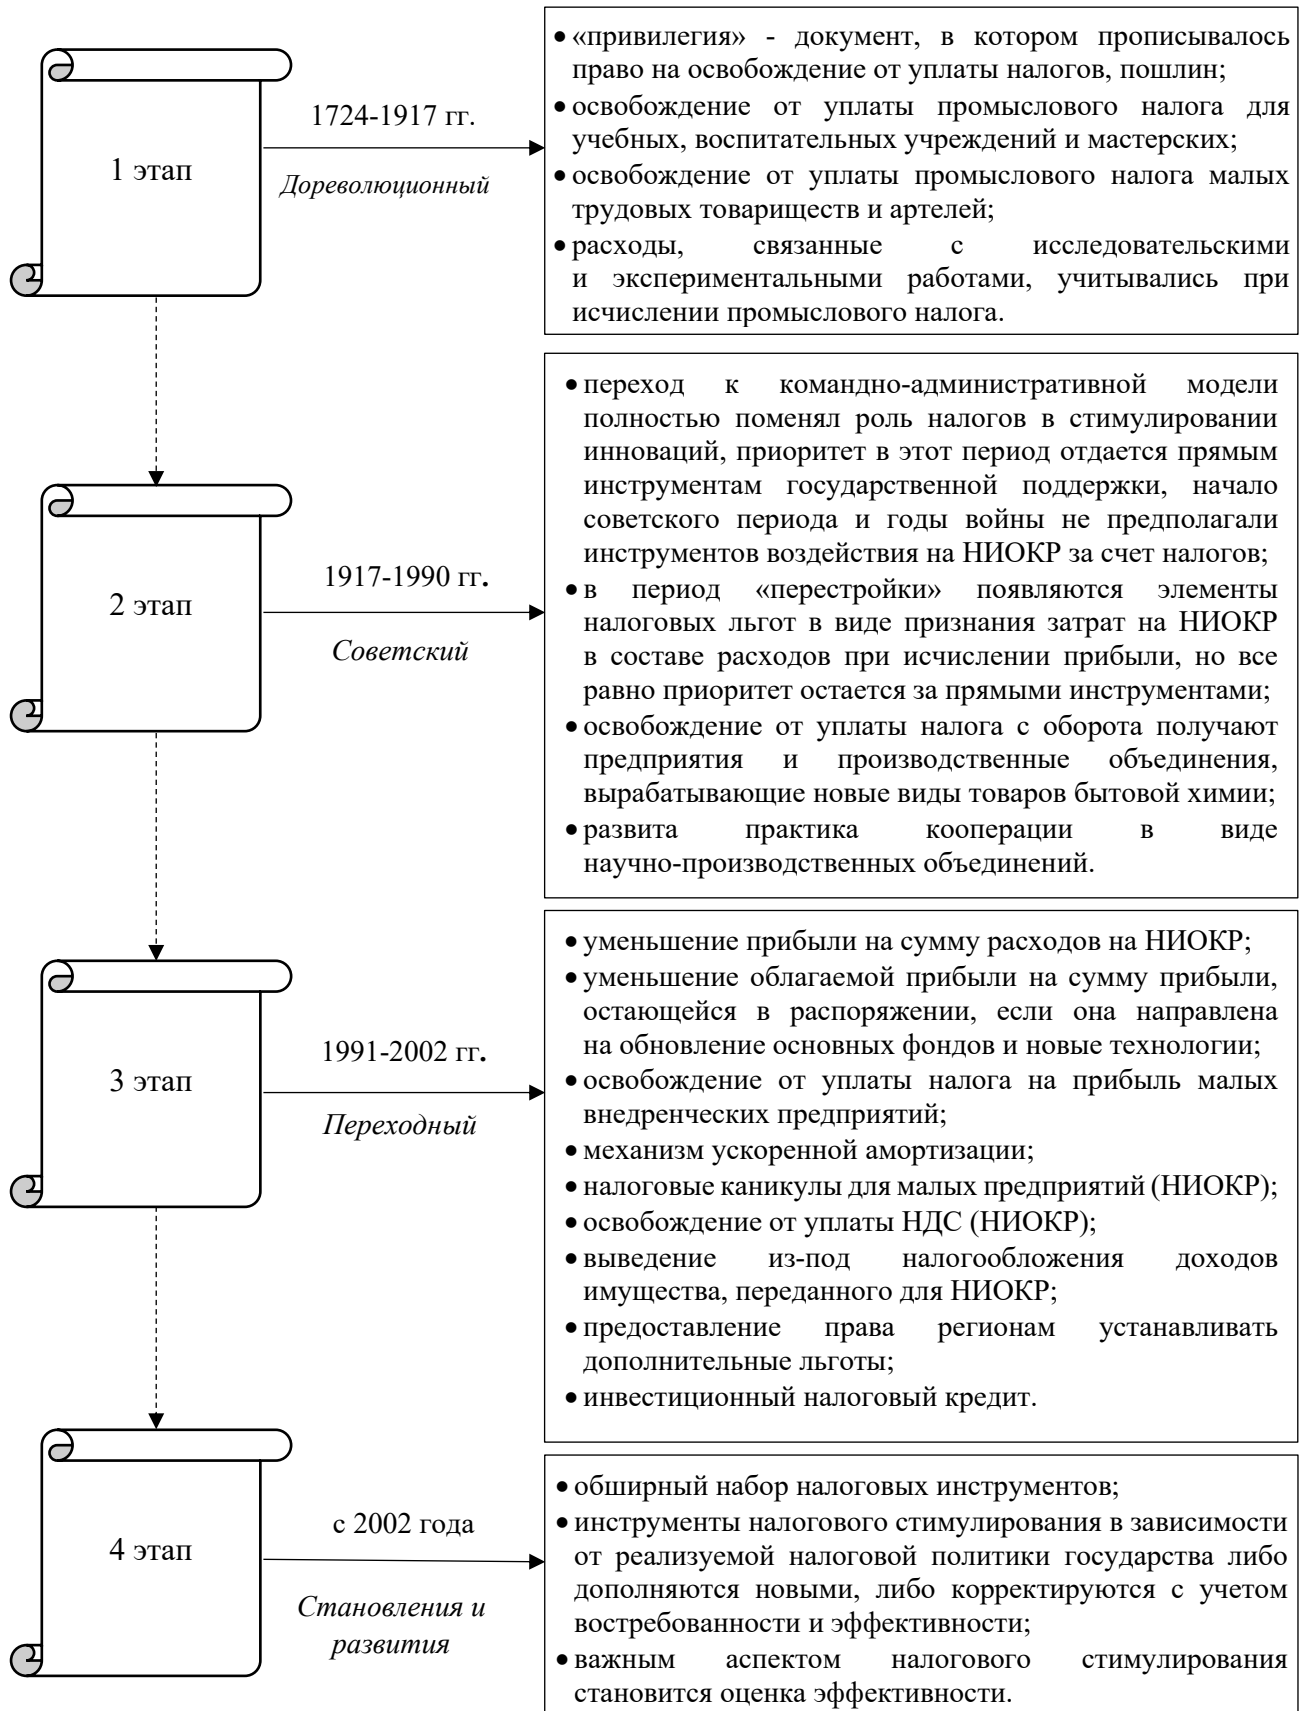 1 этап
1724-1917 гг.
Дореволюционный
• «привилегия» - документ, в котором прописывалось
право на освобождение от уплаты налогов, пошлин;
• освобождение от уплаты промыслового налога для
учебных, воспитательных учреждений и мастерских;
• освобождение от уплаты промыслового налога малых
трудовых товариществ и артелей;
• расходы, связанные с исследовательскими
и экспериментальными работами, учитывались при
исчислении промыслового налога.
2 этап
1917-1990 гг.
Советский
• переход к командно-административной модели
полностью поменял роль налогов в стимулировании
инноваций, приоритет в этот период отдается прямым
инструментам государственной поддержки, начало
советского периода и годы войны не предполагали
инструментов воздействия на НИОКР за счет налогов;
• в период «перестройки» появляются элементы
налоговых льгот в виде признания затрат на НИОКР
в составе расходов при исчислении прибыли, но все
равно приоритет остается за прямыми инструментами;
• освобождение от уплаты налога с оборота получают
предприятия и производственные объединения,
вырабатывающие новые виды товаров бытовой химии;
• развита практика кооперации в виде
научно-производственных объединений.
3 этап
1991-2002 гг.
Переходный
• уменьшение прибыли на сумму расходов на НИОКР;
• уменьшение облагаемой прибыли на сумму прибыли,
остающейся в распоряжении, если она направлена
на обновление основных фондов и новые технологии;
• освобождение от уплаты налога на прибыль малых
внедренческих предприятий;
• механизм ускоренной амортизации;
• налоговые каникулы для малых предприятий (НИОКР);
• освобождение от уплаты НДС (НИОКР);
• выведение из-под налогообложения доходов
имущества, переданного для НИОКР;
• предоставление права регионам устанавливать
дополнительные льготы;
• инвестиционный налоговый кредит.
4 этап
с 2002 года
Становления и
развития
• обширный набор налоговых инструментов;
• инструменты налогового стимулирования в зависимости
от реализуемой налоговой политики государства либо
дополняются новыми, либо корректируются с учетом
востребованности и эффективности;
• важным аспектом налогового стимулирования
становится оценка эффективности.